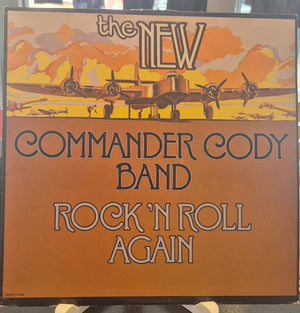 the NEW
COMMANDER CODY
BAND
ROCK 'N ROLL
AGAIN